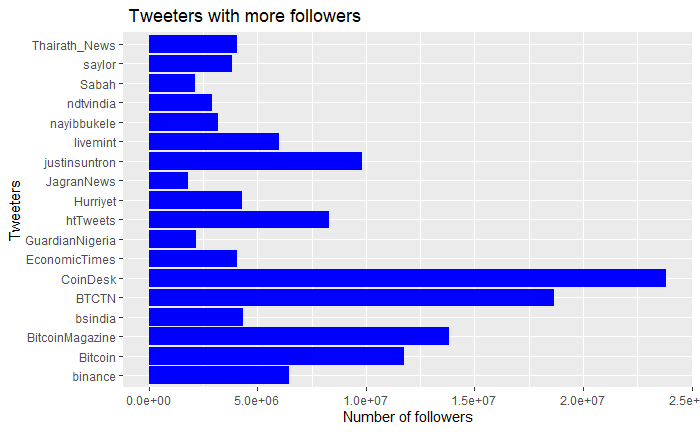 Tweeters with more followers
Tweeters
Thairath_News
saylor
Sabah
ndtvindia
nayibbukele
livemint
justinsuntron
JagranNews
Hurriyet
htTweets
GuardianNigeria
EconomicTimes
CoinDesk
BTCTN
bsindia
BitcoinMagazine
Bitcoin
binance
0.0e+00 5.0e+06 1.0e+07 1.5e+07 2.0e+07 2.5e+
Number of followers